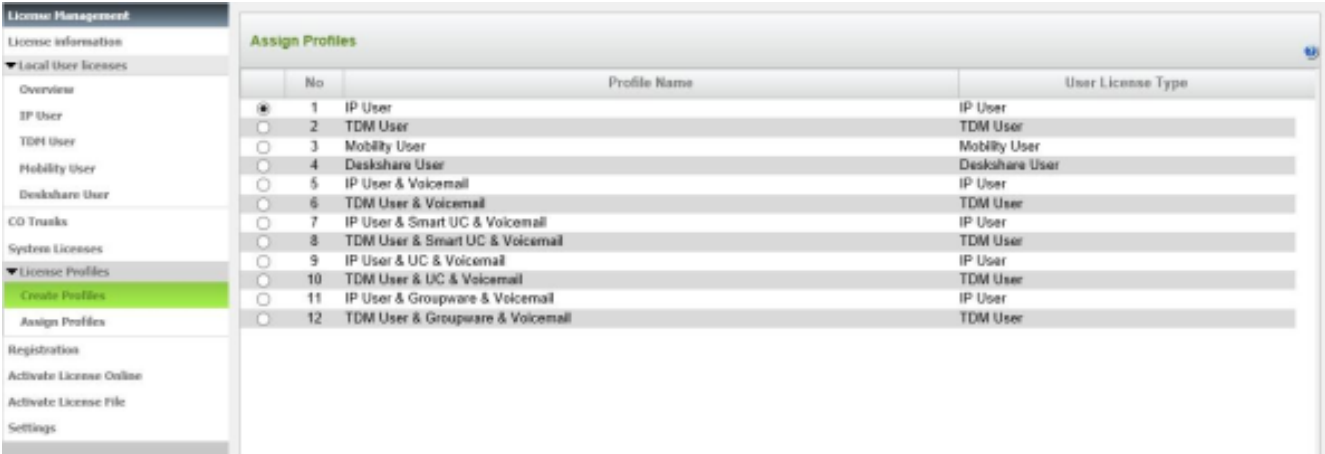 License Management
License information
Local User licenses
Overview
IP User
TDM User
Mobility User
Deskshare User
CO Trunks
System Licenses
License Profiles
Create Profiles
Assign Profiles
Registration
Activate License Online
Activate License File
Settings
Assign Profiles
No Profile Name User License Type
1 IP User IP User
2 TDM User TDM User
3 Mobility User Mobility User
4 Deskshare User Deskshare User
5 IP User & Voicemail IP User
6 TDM User & Voicemail TDM User
7 IP User & Smart UC & Voicemail IP User
8 TDM User & Smart UC & Voicemail TDM User
9 IP User & UC & Voicemail IP User
10 TDM User & UC & Voicemail TDM User
11 IP User & Groupware & Voicemail IP User
12 TDM User & Groupware & Voicemail TDM User